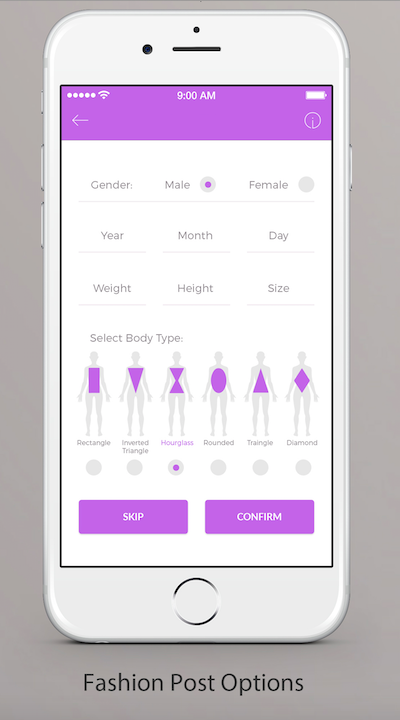 9:00 AM
Gender: Male Female
Year Month Day
Weight Height Size
Select Body Type:
Rectangle Inverted Triangle Hourglass Rounded Traingle Diamond
SKIP CONFIRM
Fashion Post Options